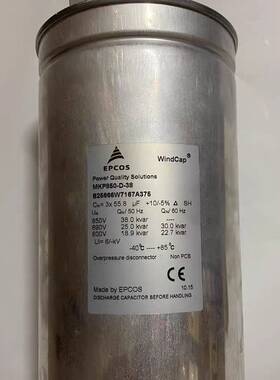 EPCOS
WindCap®
Power Quality Solutions
MKP850-D-38
B25666W7167A375
CN= 3x 55.8 µF +10/-5% Δ SH
UN QN/ 50 Hz QN/ 60 Hz
850V 38.0 kvar ----
690V 25.0 kvar 30.0 kvar
600V 18.9 kvar 22.7 kvar
Ui= 6/-kV
-40°C ---- +85°C
Overpressure disconnector Non PCB
CE
Made by EPCOS 10.15
DISCHARGE CAPACITOR BEFORE HANDLING!